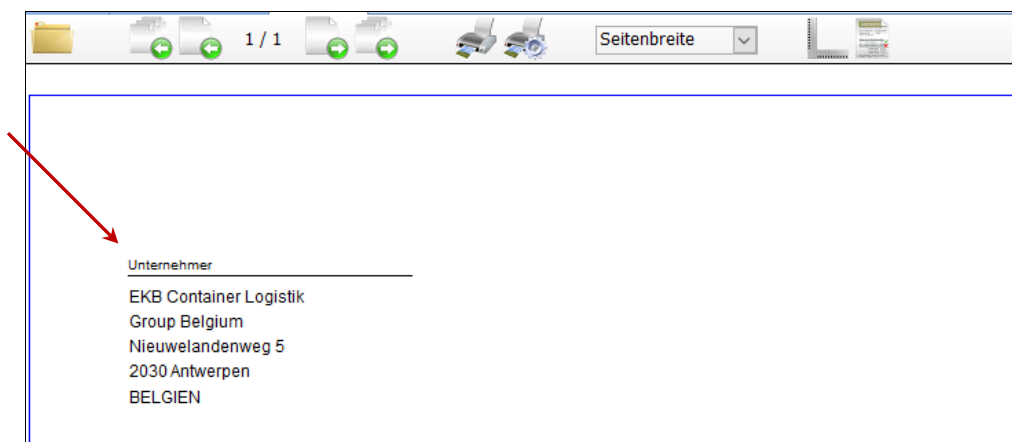 1 / 1
Seitenbreite
Unternehmer
EKB Container Logistik
Group Belgium
Nieuwelandenweg 5
2030 Antwerpen
BELGIEN